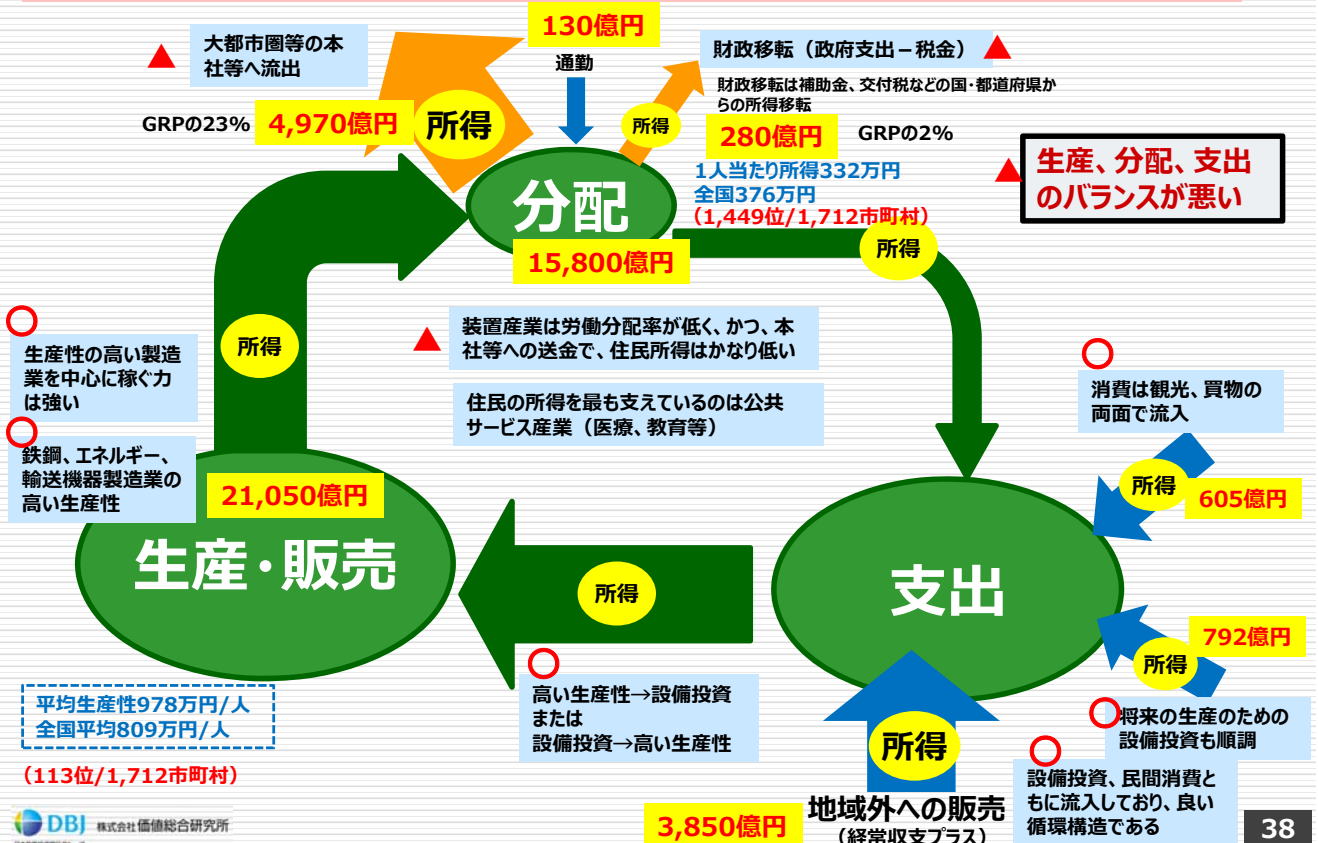 130億円
大都市圏等の本
社等へ流出
通勤
財政移転（政府支出－税金）
財政移転は補助金、交付税などの国・都道府県か
らの所得移転
GRPの23%
4,970億円
所得
所得
280億円
GRPの2%
生産、分配、支出
のバランスが悪い
1人当たり所得332万円
全国376万円
（1,449位/1,712市町村）
分配
15,800億円
所得
所得
装置産業は労働分配率が低く、かつ、本
社等への送金で、住民所得はかなり低い
生産性の高い製造
業を中心に稼ぐ力
は強い
消費は観光、買物の
両面で流入
住民の所得を最も支えているのは公共
サービス産業（医療、教育等）
鉄鋼、エネルギー、
輸送機器製造業の
高い生産性
21,050億円
所得
605億円
生産・販売
所得
支出
792億円
所得
平均生産性978万円/人
全国平均809万円/人
高い生産性→設備投資
または
設備投資→高い生産性
将来の生産のための
設備投資も順調
所得
（113位/1,712市町村）
設備投資、民間消費と
もに流入しており、良い
循環構造である
3,850億円
地域外への販売
（経常収支プラス）
DBJ 株式会社価値総合研究所
38